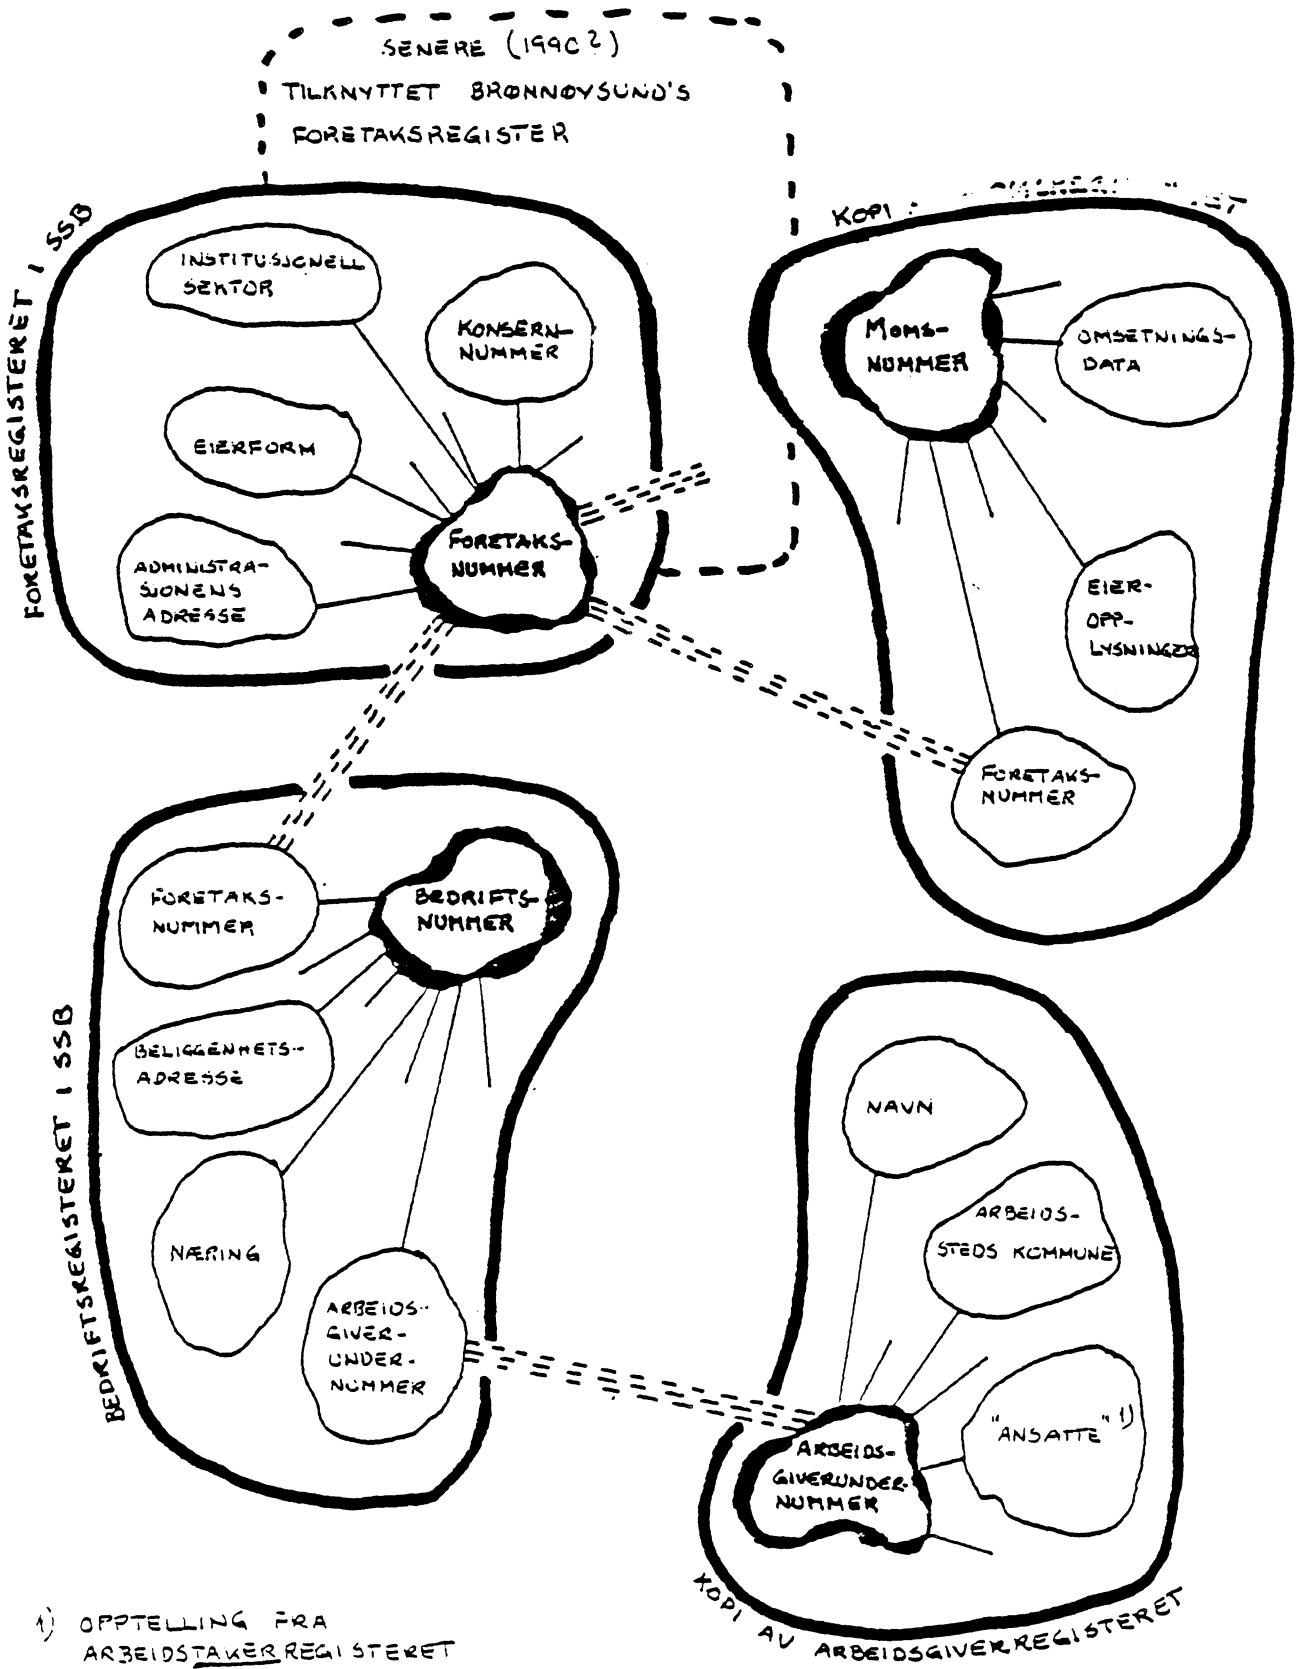 SENERE (1990?)
TILKNYTTET BRØNNØYSUND'S
FORETAKSREGISTER
FORETAKSREGISTERET I SSB
INSTITUSJONELL
SEKTOR
KONSERN-
NUMMER
EIERFORM
ADMINISTRA-
SJONENS
ADRESSE
FORETAKS-
NUMMER
KOPI
MOMS-
NUMMER
OMSETNINGS-
DATA
EIER-
OPP-
LYSNINGER
FORETAKS-
NUMMER
BEDRIFTSREGISTERET I SSB
FORETAKS-
NUMMER
BEDRIFTS-
NUMMER
BELIGGENHETS-
ADRESSE
NÆRING
ARBEIDS-
GIVER-
UNDER-
NUMMER
NAVN
ARBEIDS-
STEDS KOMMUNE
"ANSATTE" 1)
ARBEIDS-
GIVERUNDER-
NUMMER
KOPI AV ARBEIDSGIVERREGISTERET
1) OPPTELLING FRA
ARBEIDSTAKERREGISTERET